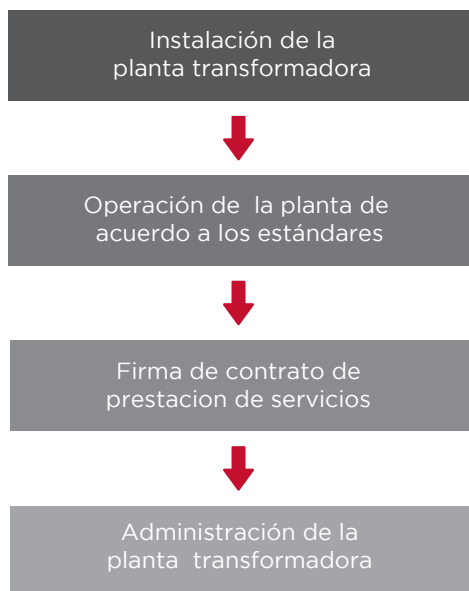 Instalación de la
planta transformadora
Operación de la planta de
acuerdo a los estándares
Firma de contrato de
prestacion de servicios
Administración de la
planta transformadora